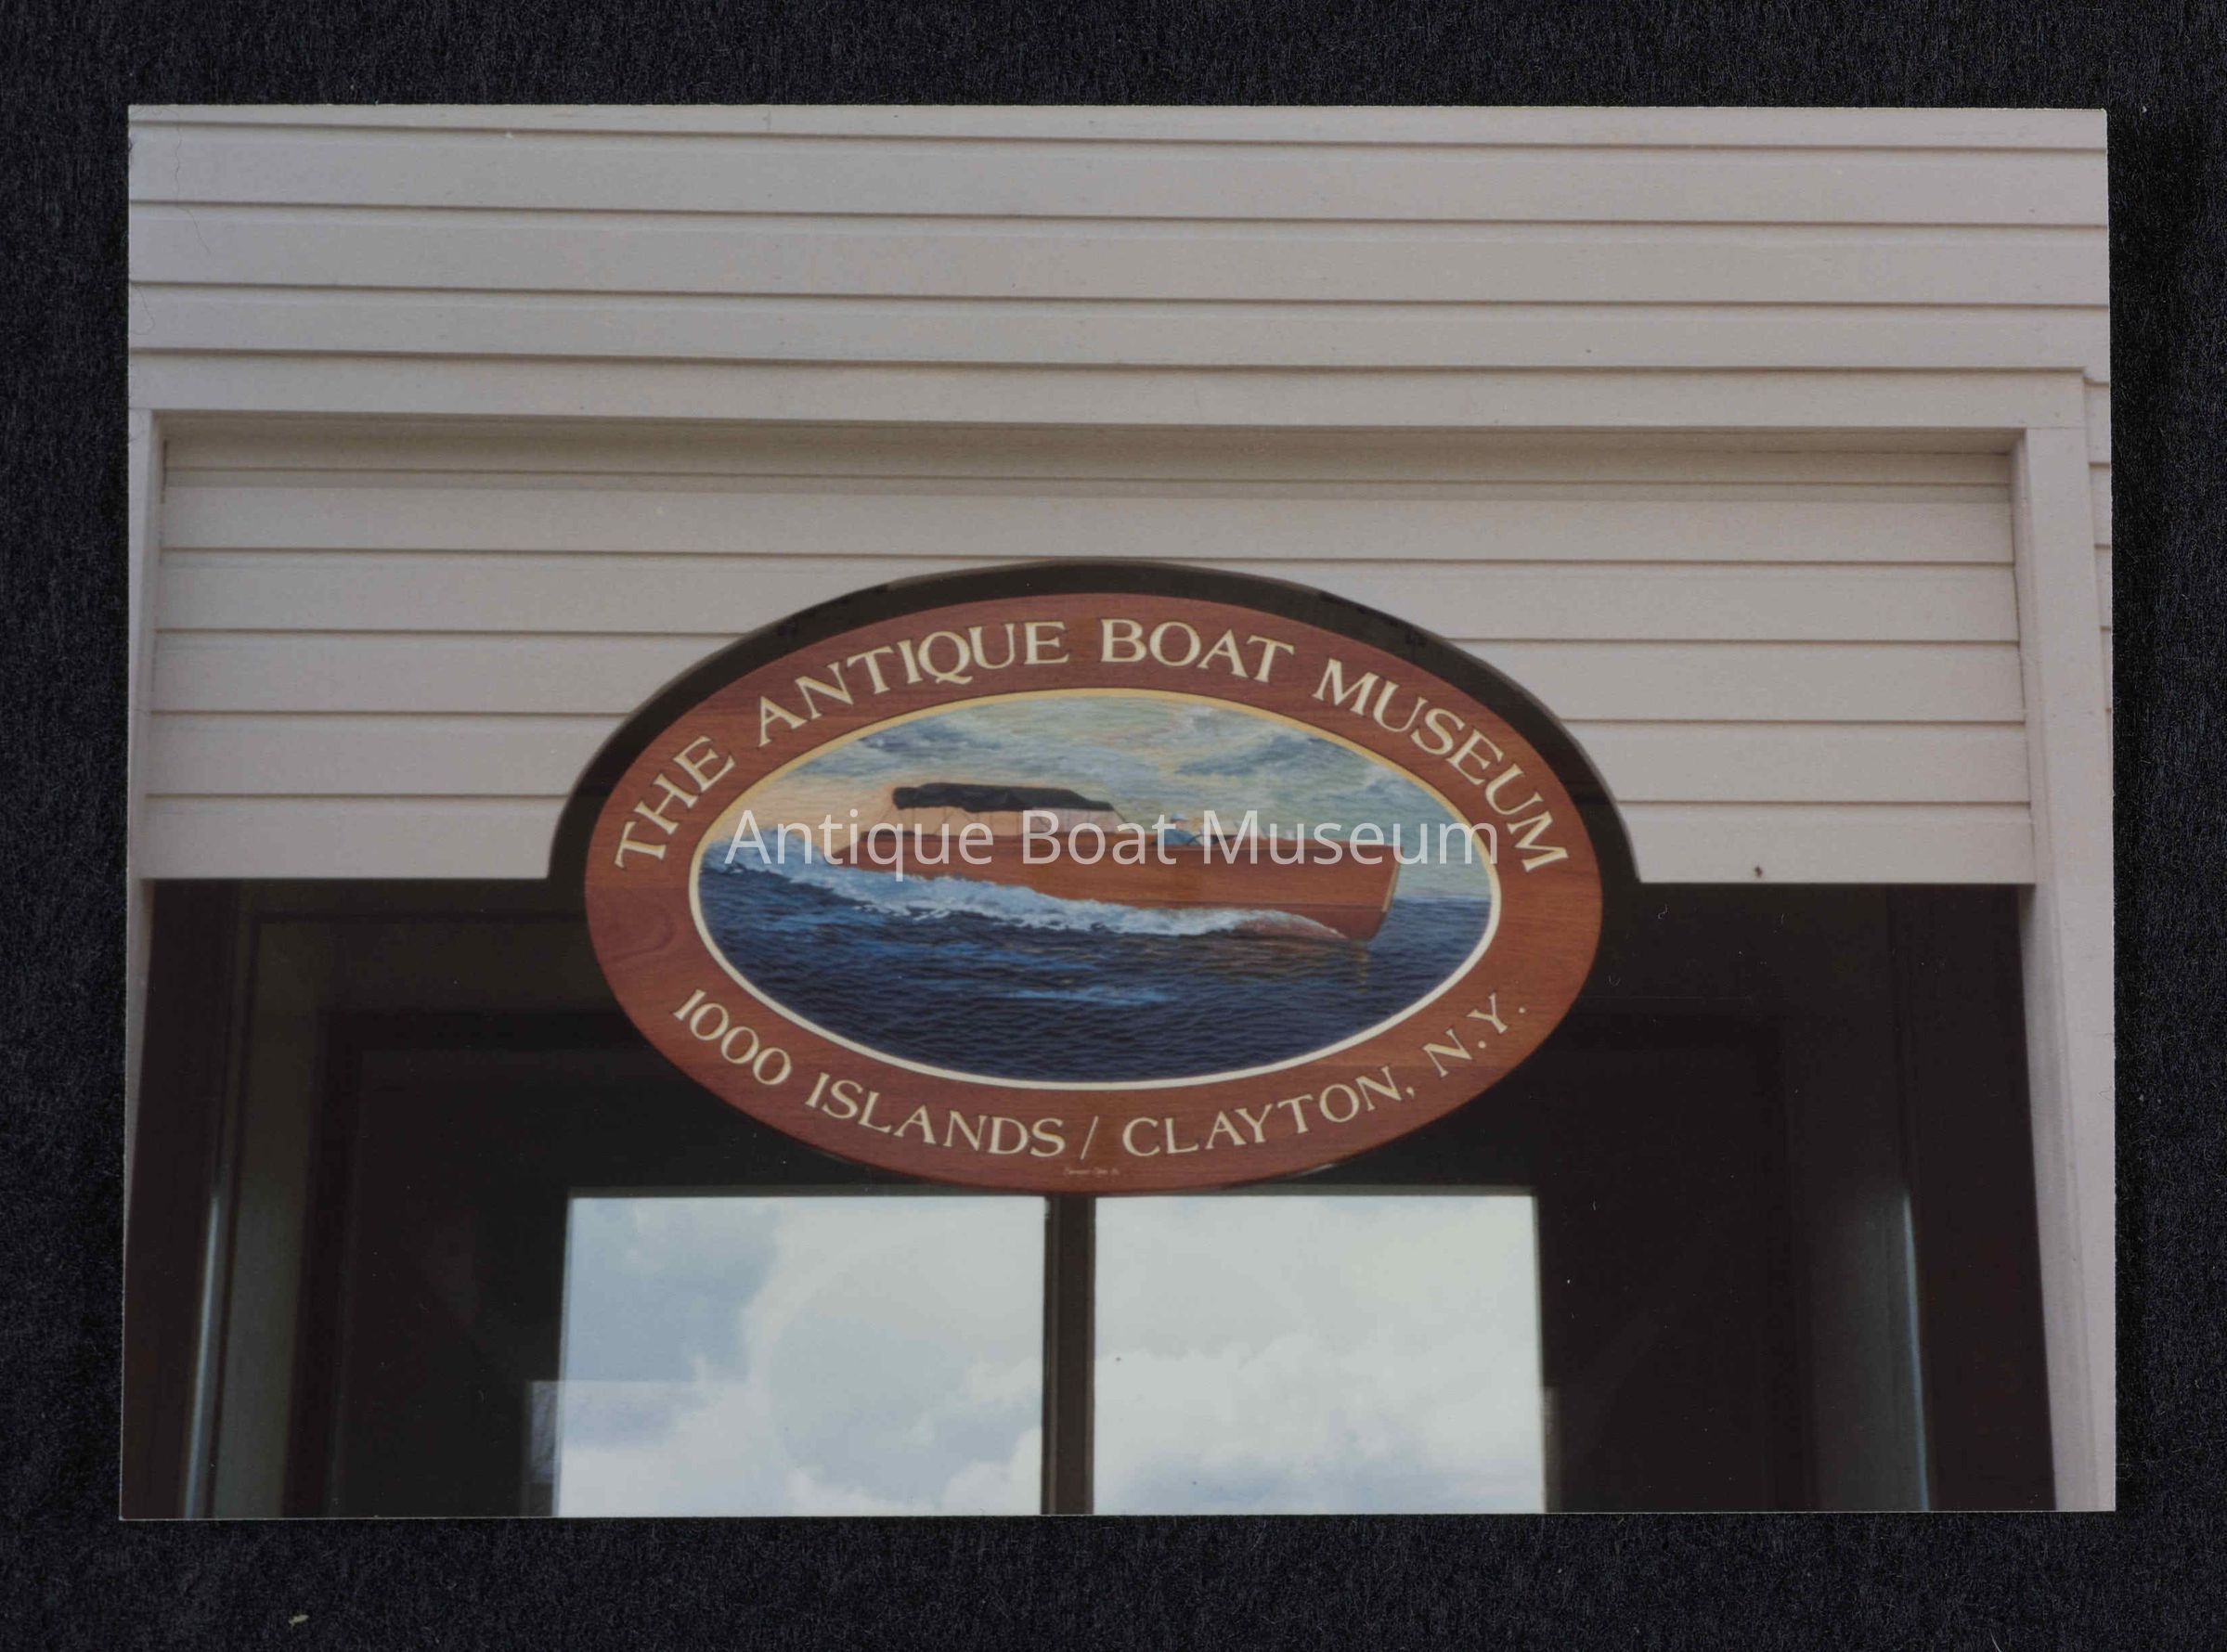 THE ANTIQUE BOAT MUSEUM
Antique Boat Museum
1000 ISLANDS / CLAYTON, N.Y.